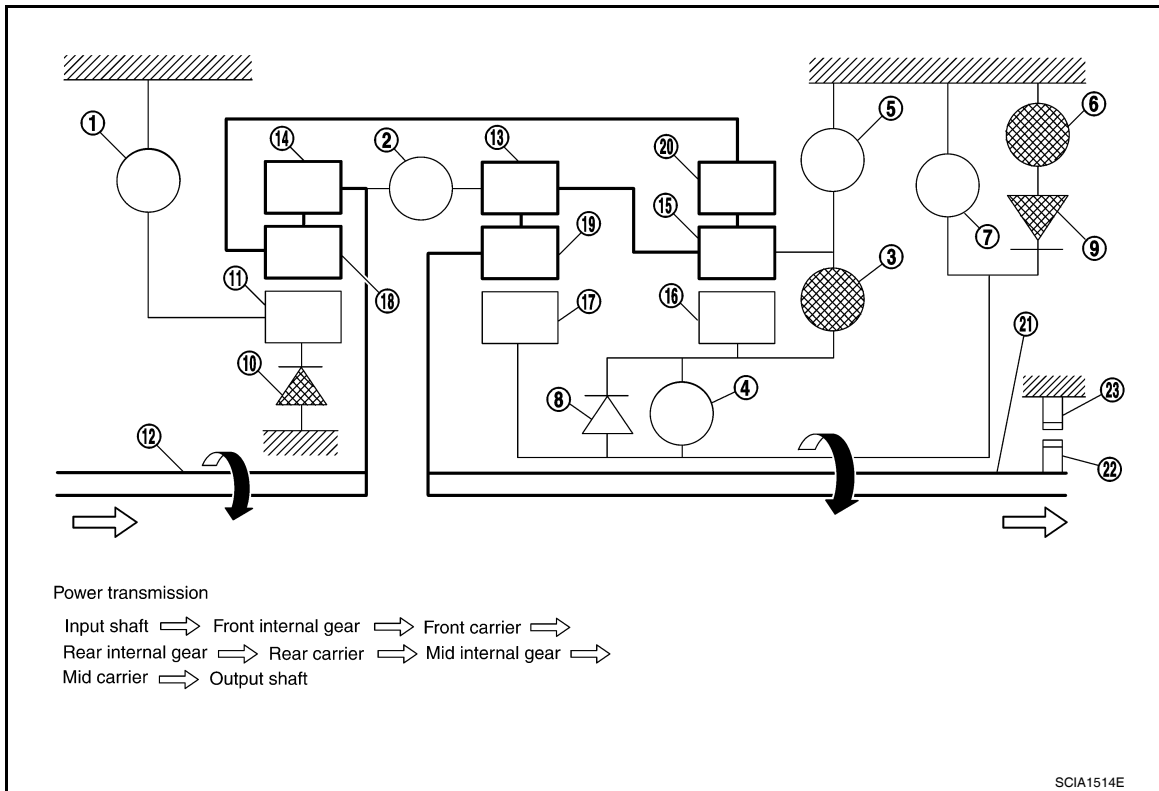 ① ⑤ ⑥
⑭ ② ⑬ ⑳
⑮ ⑦ ⑨
⑲ ③
⑪ ⑱ ⑰ ⑯ ㉑
⑩ ⑧ ④ ㉓
⑫ ㉒
Power transmission
Input shaft ⇨ Front internal gear ⇨ Front carrier ⇨
Rear internal gear ⇨ Rear carrier ⇨ Mid internal gear ⇨
Mid carrier ⇨ Output shaft
SCIA1514E